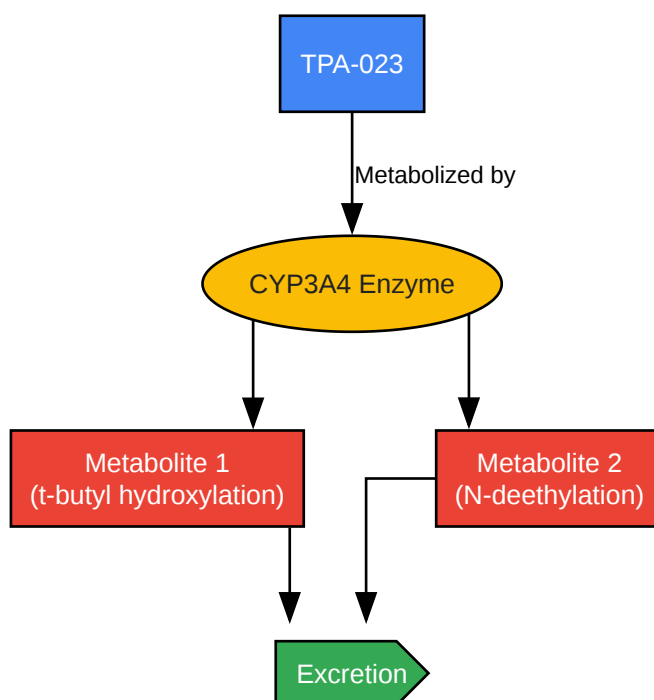 TPA-023
Metabolized by
CYP3A4 Enzyme
Metabolite 1
(t-butyl hydroxylation)
Metabolite 2
(N-deethylation)
Excretion